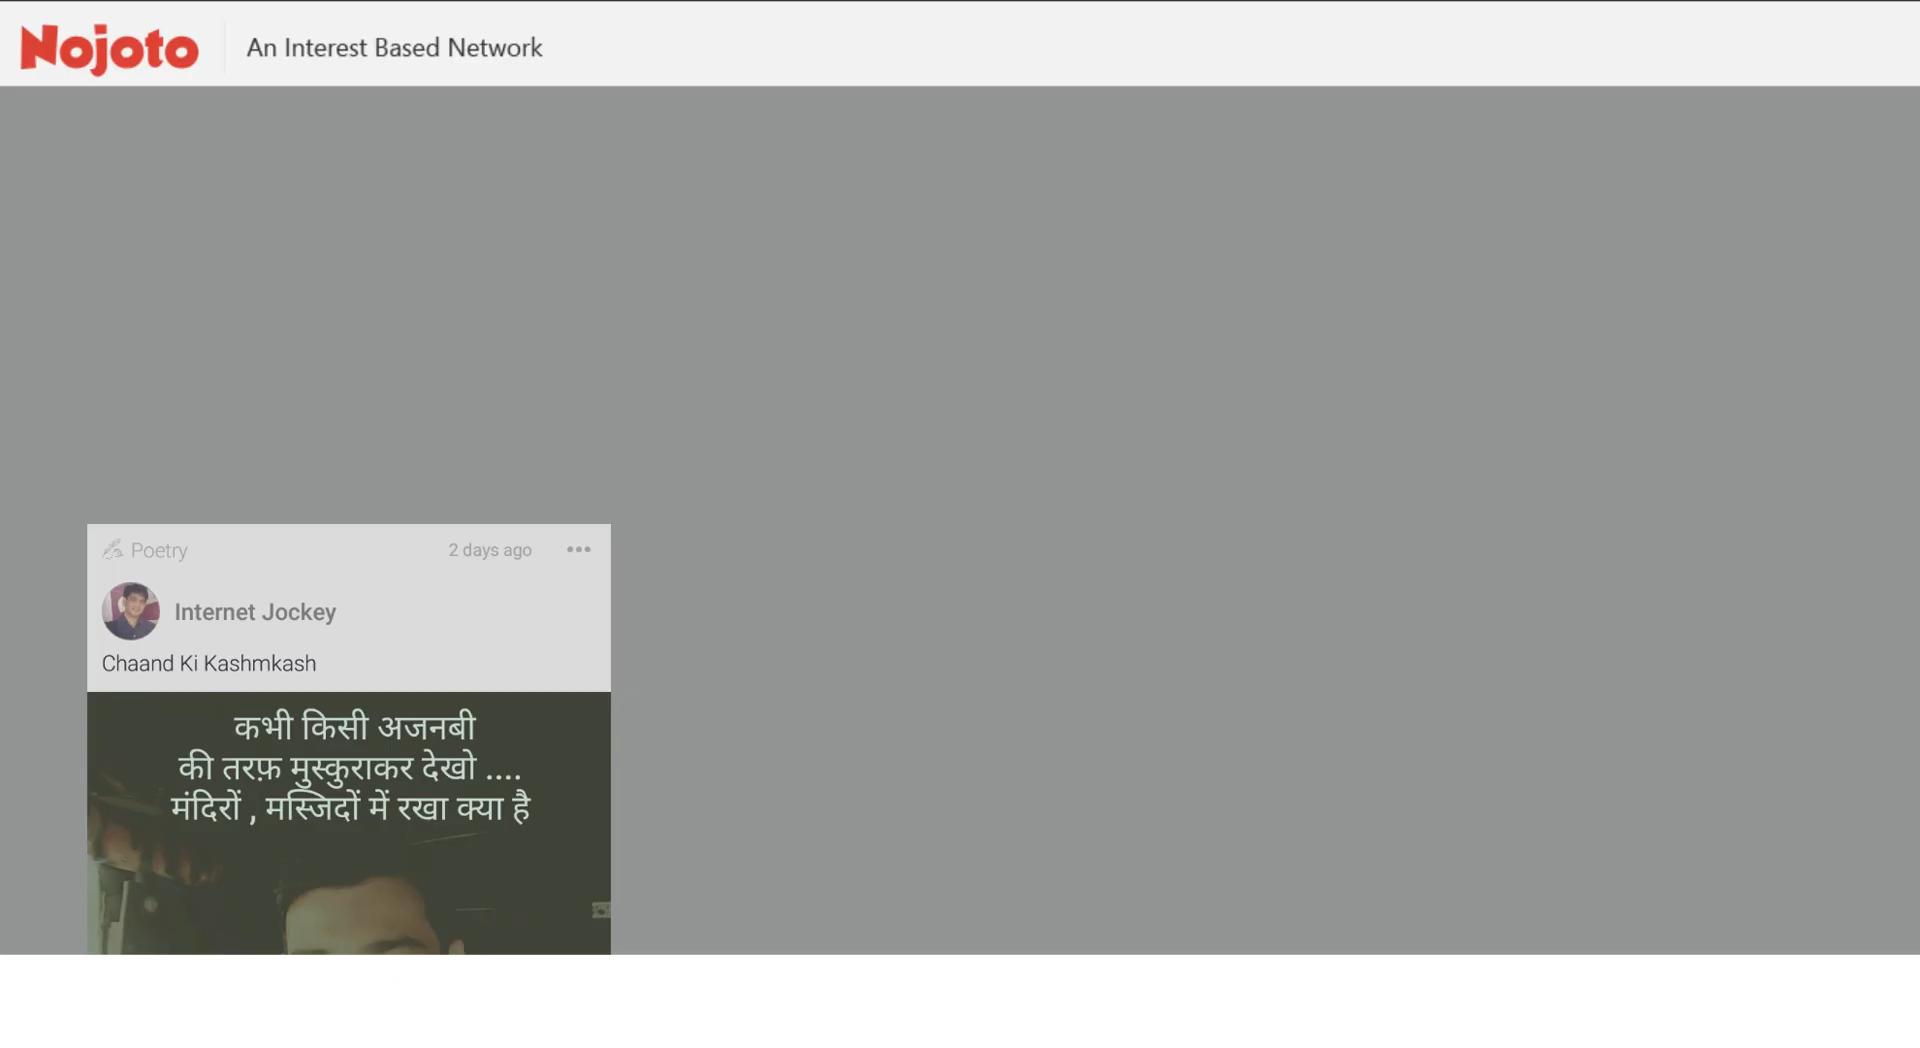 Nojoto
An Interest Based Network
Poetry
2 days ago
Internet Jockey
Chaand Ki Kashmkash
कभी किसी अजनबी
की तरफ़ मुस्कुराकर देखो ....
मंदिरों , मस्जिदों में रखा क्या है